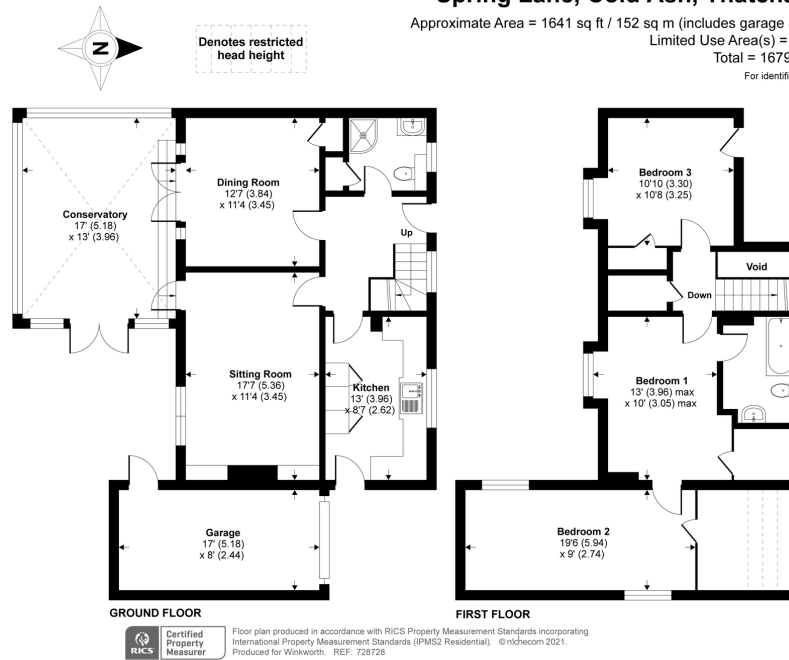 Spring Lane, Cold Ash, Thatcha
Approximate Area = 1641 sq ft / 152 sq m (includes garage
Limited Use Area(s) =
Total = 1679
For identifi
N
Denotes restricted
head height
Conservatory
17' (5.18)
x 13' (3.96)
Dining Room
12'7 (3.84)
x 11'4 (3.45)
Up
Sitting Room
17'7 (5.36)
x 11'4 (3.45)
Kitchen
13' (3.96)
x 8'7 (2.62)
Garage
17' (5.18)
x 8' (2.44)
GROUND FLOOR
Bedroom 3
10'10 (3.30)
x 10'8 (3.25)
Void
Down
Bedroom 1
13' (3.96) max
x 10' (3.05) max
Bedroom 2
19'6 (5.94)
x 9' (2.74)
FIRST FLOOR
RICS
Certified
Property
Measurer
Floor plan produced in accordance with RICS Property Measurement Standards incorporating
International Property Measurement Standards (IPMS2 Residential). © nichecom 2021.
Produced for Winkworth. REF: 728728